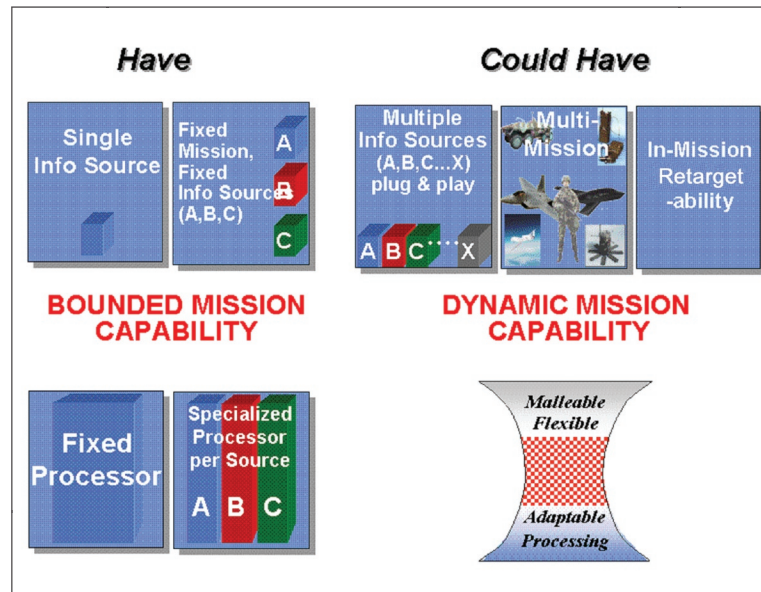 Have
Single
Info Source
Fixed
Mission,
Fixed
Info Sources
(A,B,C)
A
B
C
BOUNDED MISSION
CAPABILITY
Fixed
Processor
Specialized
Processor
per Source
A B C
Could Have
Multiple
Info Sources
(A,B,C...X)
plug & play
A B C .... X
Multi-
Mission
In-Mission
Retarget
-ability
DYNAMIC MISSION
CAPABILITY
Malleable
Flexible
Adaptable
Processing